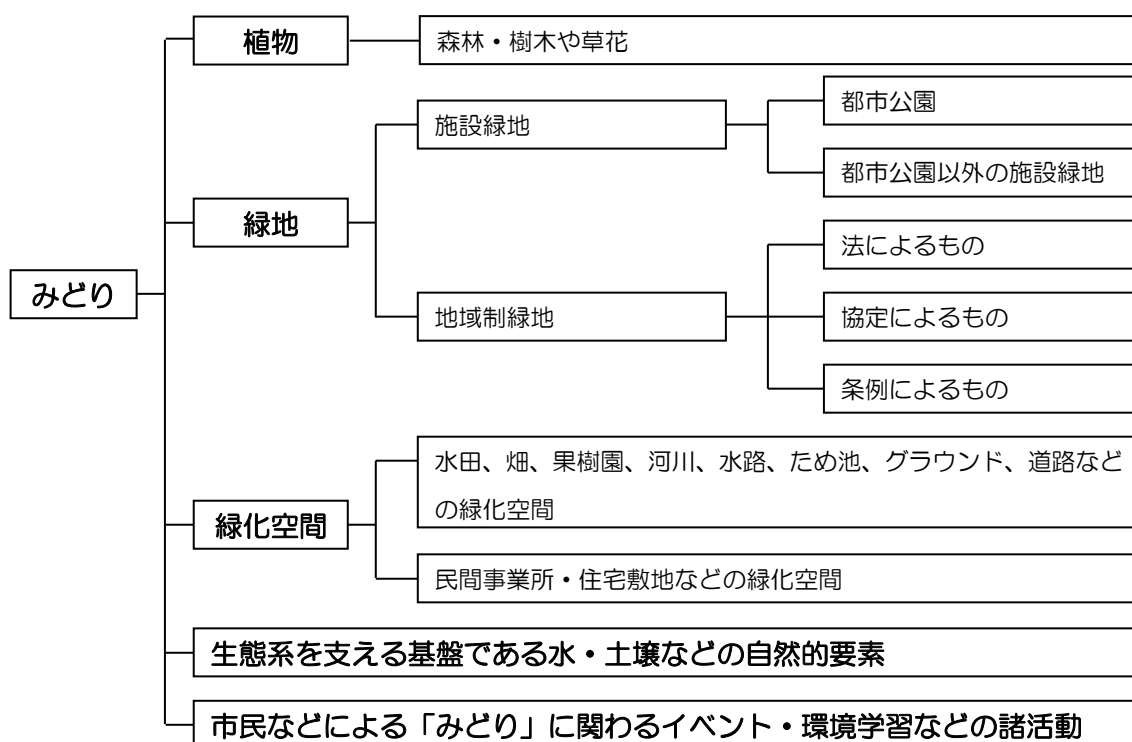 みどり
植物
森林・樹木や草花
緑地
施設緑地
都市公園
都市公園以外の施設緑地
地域制緑地
法によるもの
協定によるもの
条例によるもの
緑化空間
水田、畑、果樹園、河川、水路、ため池、グラウンド、道路など
の緑化空間
民間事業所・住宅敷地などの緑化空間
生態系を支える基盤である水・土壌などの自然的要素
市民などによる「みどり」に関わるイベント・環境学習などの諸活動